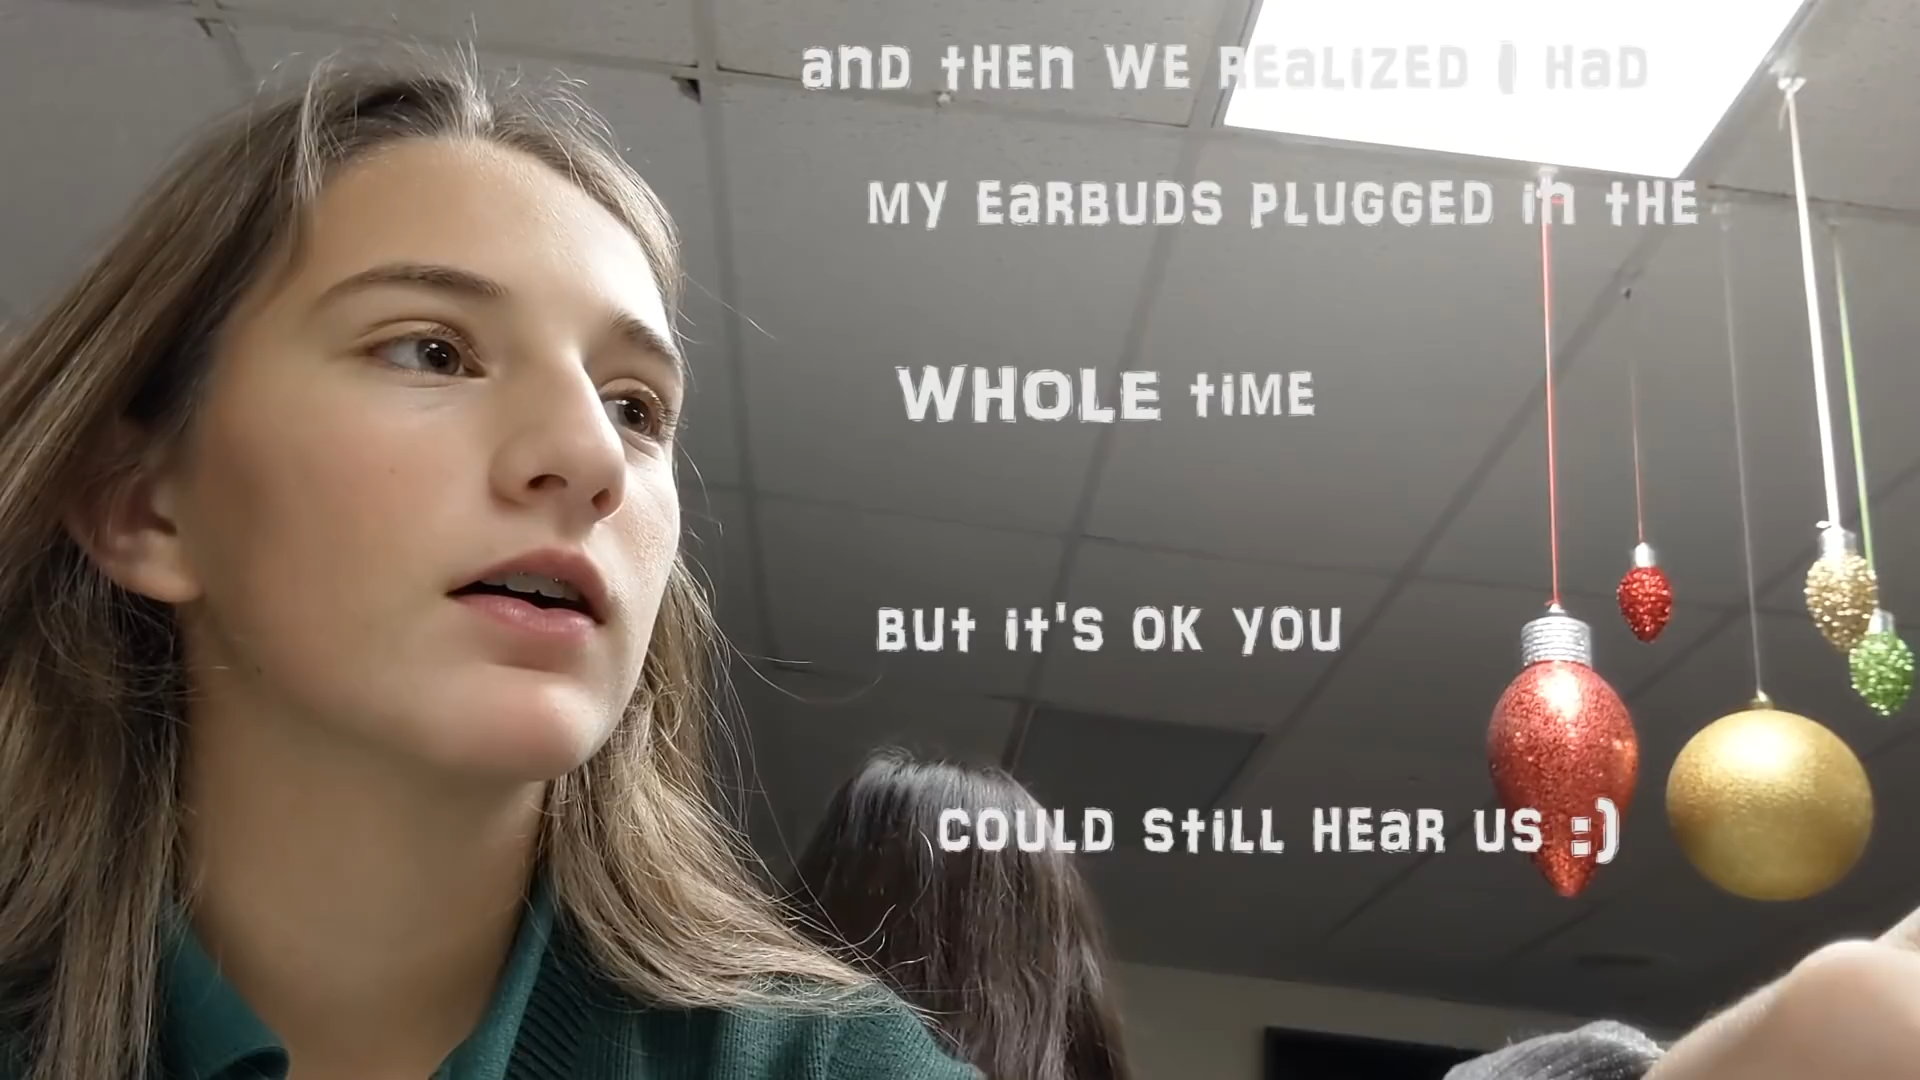 and then we realized I had
my earbuds plugged in the
WHOLE time
but it's ok you
could still hear us :)